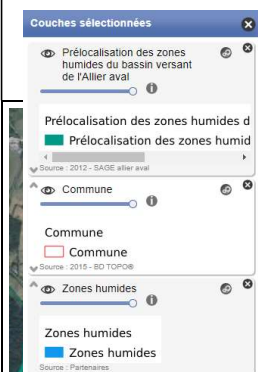 Couches sélectionnées
Prélocalisation des zones
humides du bassin versant
de l'Allier aval
Prélocalisation des zones humides d
Prélocalisation des zones humid
Source : 2012 - SAGE allier aval
Commune
Commune
Commune
Source : 2015 - BD TOPO®
Zones humides
Zones humides
Zones humides
Source : Partenaires